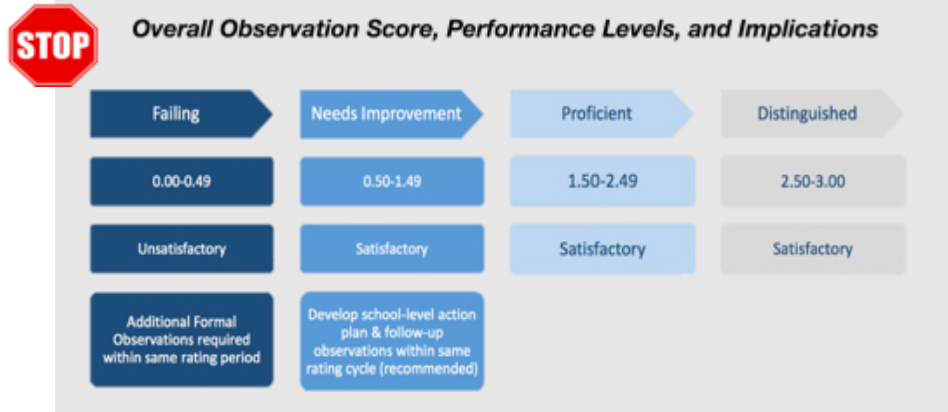 STOP
Overall Observation Score, Performance Levels, and Implications
Failing
Needs Improvement
Proficient
Distinguished
0.00-0.49
0.50-1.49
1.50-2.49
2.50-3.00
Unsatisfactory
Satisfactory
Satisfactory
Satisfactory
Additional Formal
Observations required
within same rating period
Develop school-level action
plan & follow-up
observations within same
rating cycle (recommended)